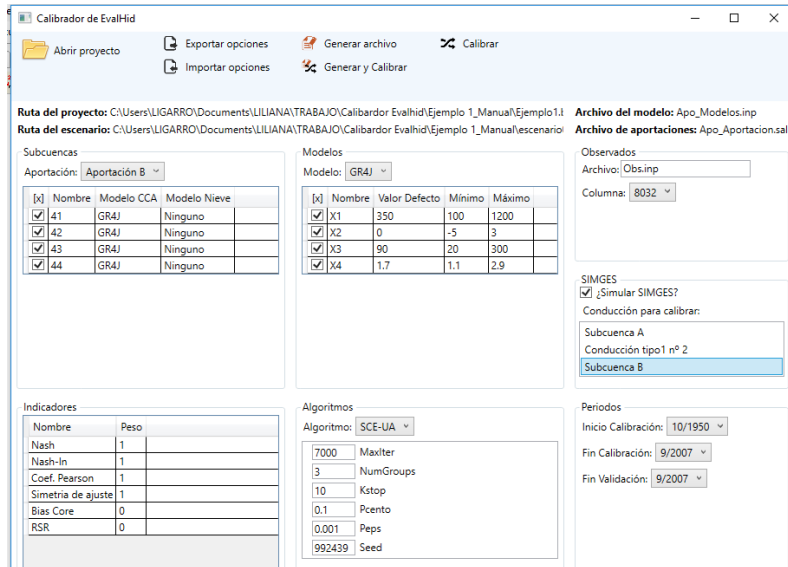 Calibrador de EvalHid
Abrir proyecto
Exportar opciones
Importar opciones
Generar archivo
Generar y Calibrar
Calibrar
Ruta del proyecto: C:\Users\LIGARRO\Documents\LILIANA\TRABAJO\Calibardor Evalhid\Ejemplo 1_Manual\Ejemplo1.l
Archivo del modelo: Apo_Modelos.inp
Ruta del escenario: C:\Users\LIGARRO\Documents\LILIANA\TRABAJO\Calibardor Evalhid\Ejemplo 1_Manual\escenario
Archivo de aportaciones: Apo_Aportacion.sal
Subcuencas
Aportación: Aportación B
[x] Nombre Modelo CCA Modelo Nieve
41 GR4J Ninguno
42 GR4J Ninguno
43 GR4J Ninguno
44 GR4J Ninguno
Modelos
Modelo: GR4J
[x] Nombre Valor Defecto Mínimo Máximo
X1 350 100 1200
X2 0 -5 3
X3 90 20 300
X4 1.7 1.1 2.9
Observados
Archivo: Obs.inp
Columna: 8032
SIMGES
¿Simular SIMGES?
Conducción para calibrar:
Subcuenca A
Conducción tipo1 nº 2
Subcuenca B
Indicadores
Nombre Peso
Nash 1
Nash-ln 1
Coef. Pearson 1
Simetria de ajuste 1
Bias Core 0
RSR 0
Algoritmos
Algoritmo: SCE-UA
7000 MaxIter
3 NumGroups
10 Kstop
0.1 Pcento
0.001 Peps
992439 Seed
Periodos
Inicio Calibración: 10/1950
Fin Calibración: 9/2007
Fin Validación: 9/2007